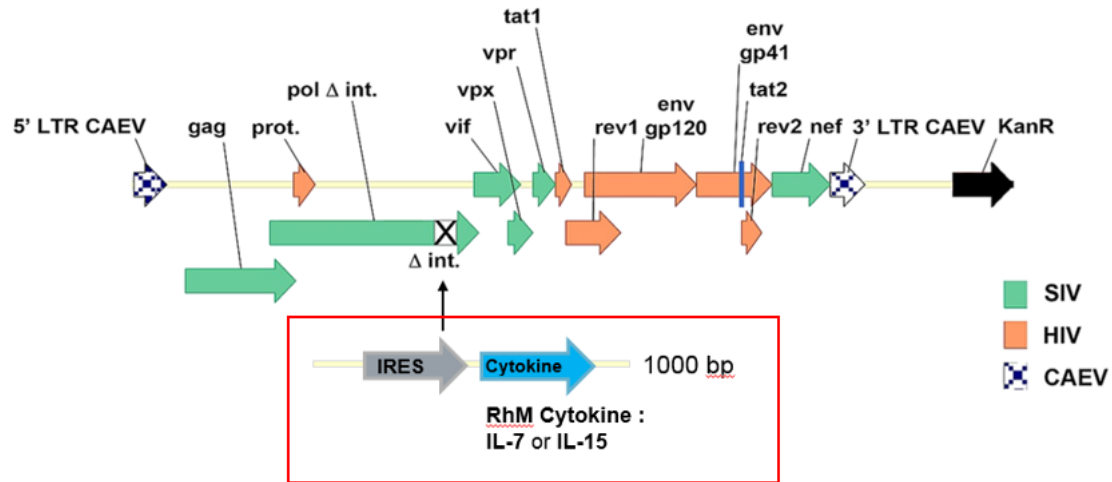 tat1
env
vpr
gp41
pol Δ int.
vpx
env
tat2
5' LTR CAEV
gag
prot.
vif
rev1
gp120
rev2
nef
3' LTR CAEV
KanR
Δ int.
SIV
HIV
CAEV
IRES
Cytokine
1000 bp
RhM Cytokine :
IL-7 or IL-15